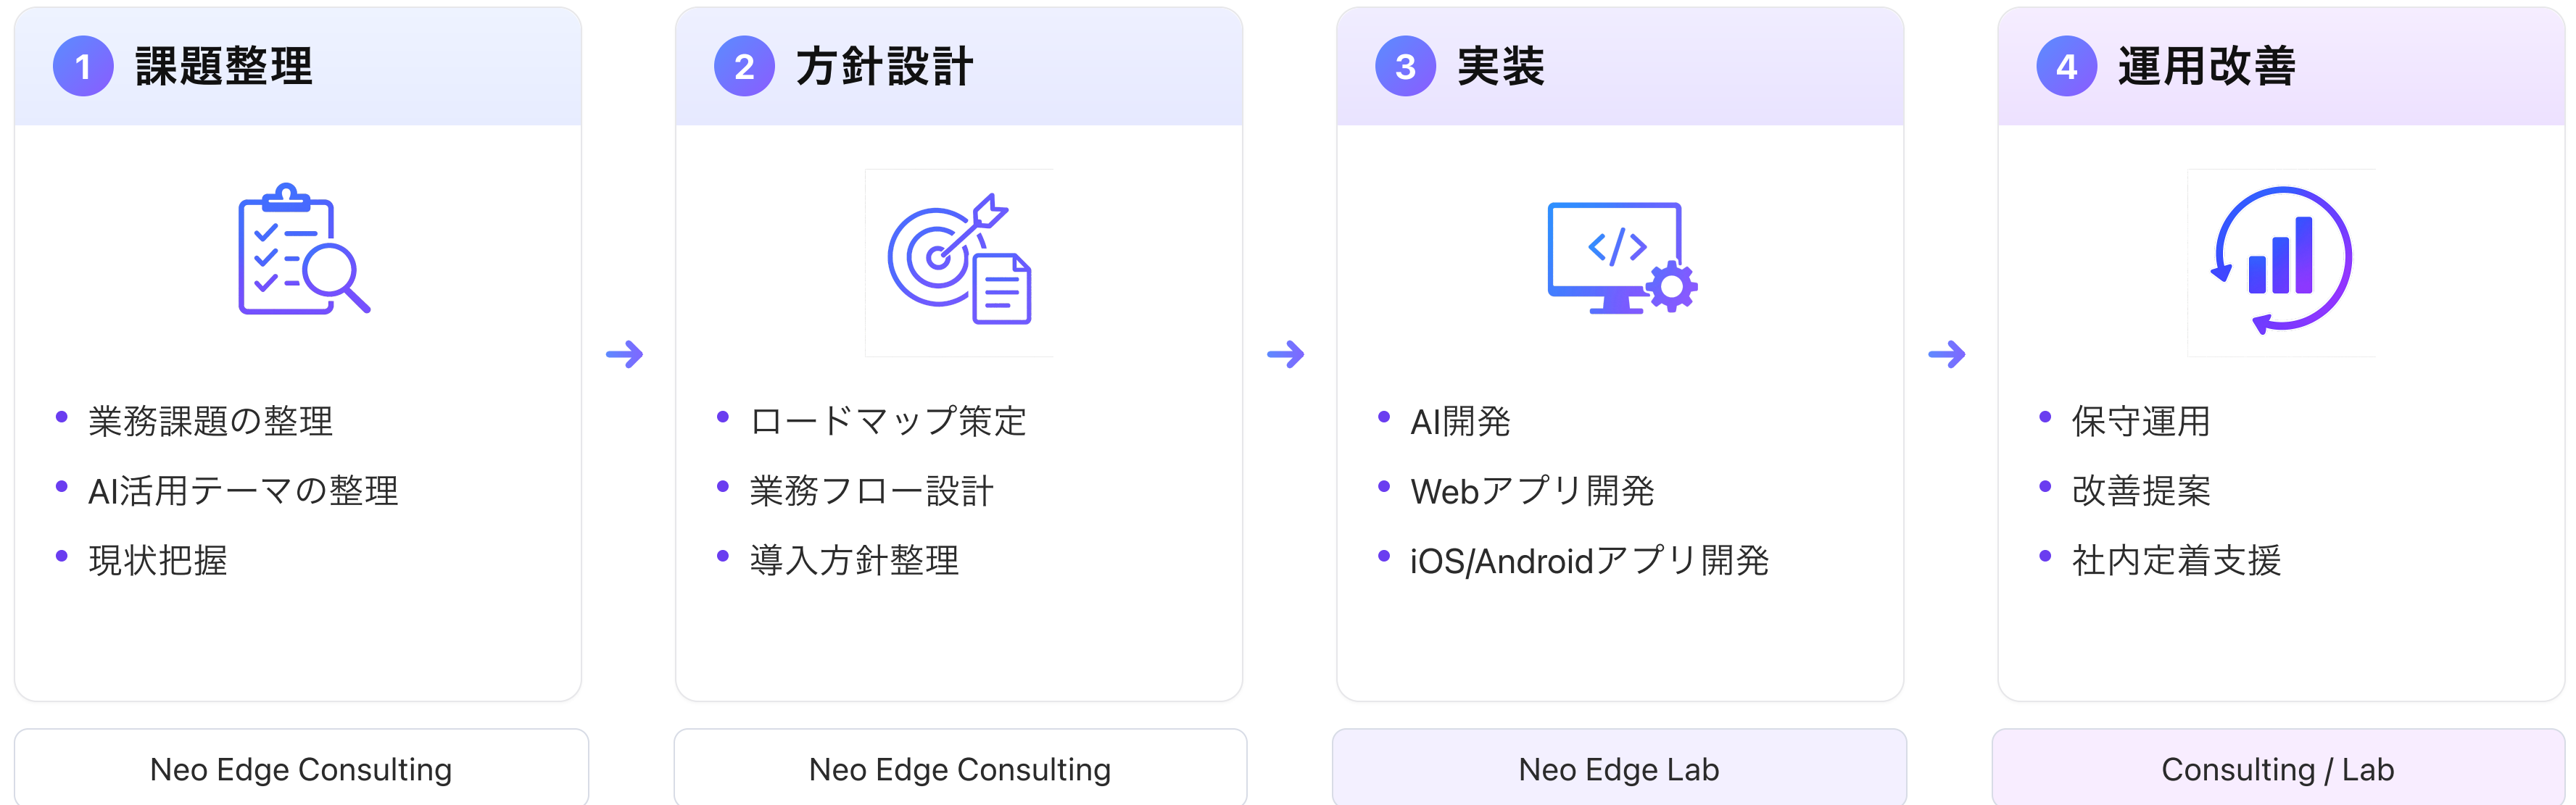 1 課題整理
業務課題の整理
AI活用テーマの整理
現状把握
Neo Edge Consulting
2 方針設計
ロードマップ策定
業務フロー設計
導入方針整理
Neo Edge Consulting
3 実装
</>
AI開発
Webアプリ開発
iOS/Androidアプリ開発
Neo Edge Lab
4 運用改善
保守運用
改善提案
社内定着支援
Consulting / Lab